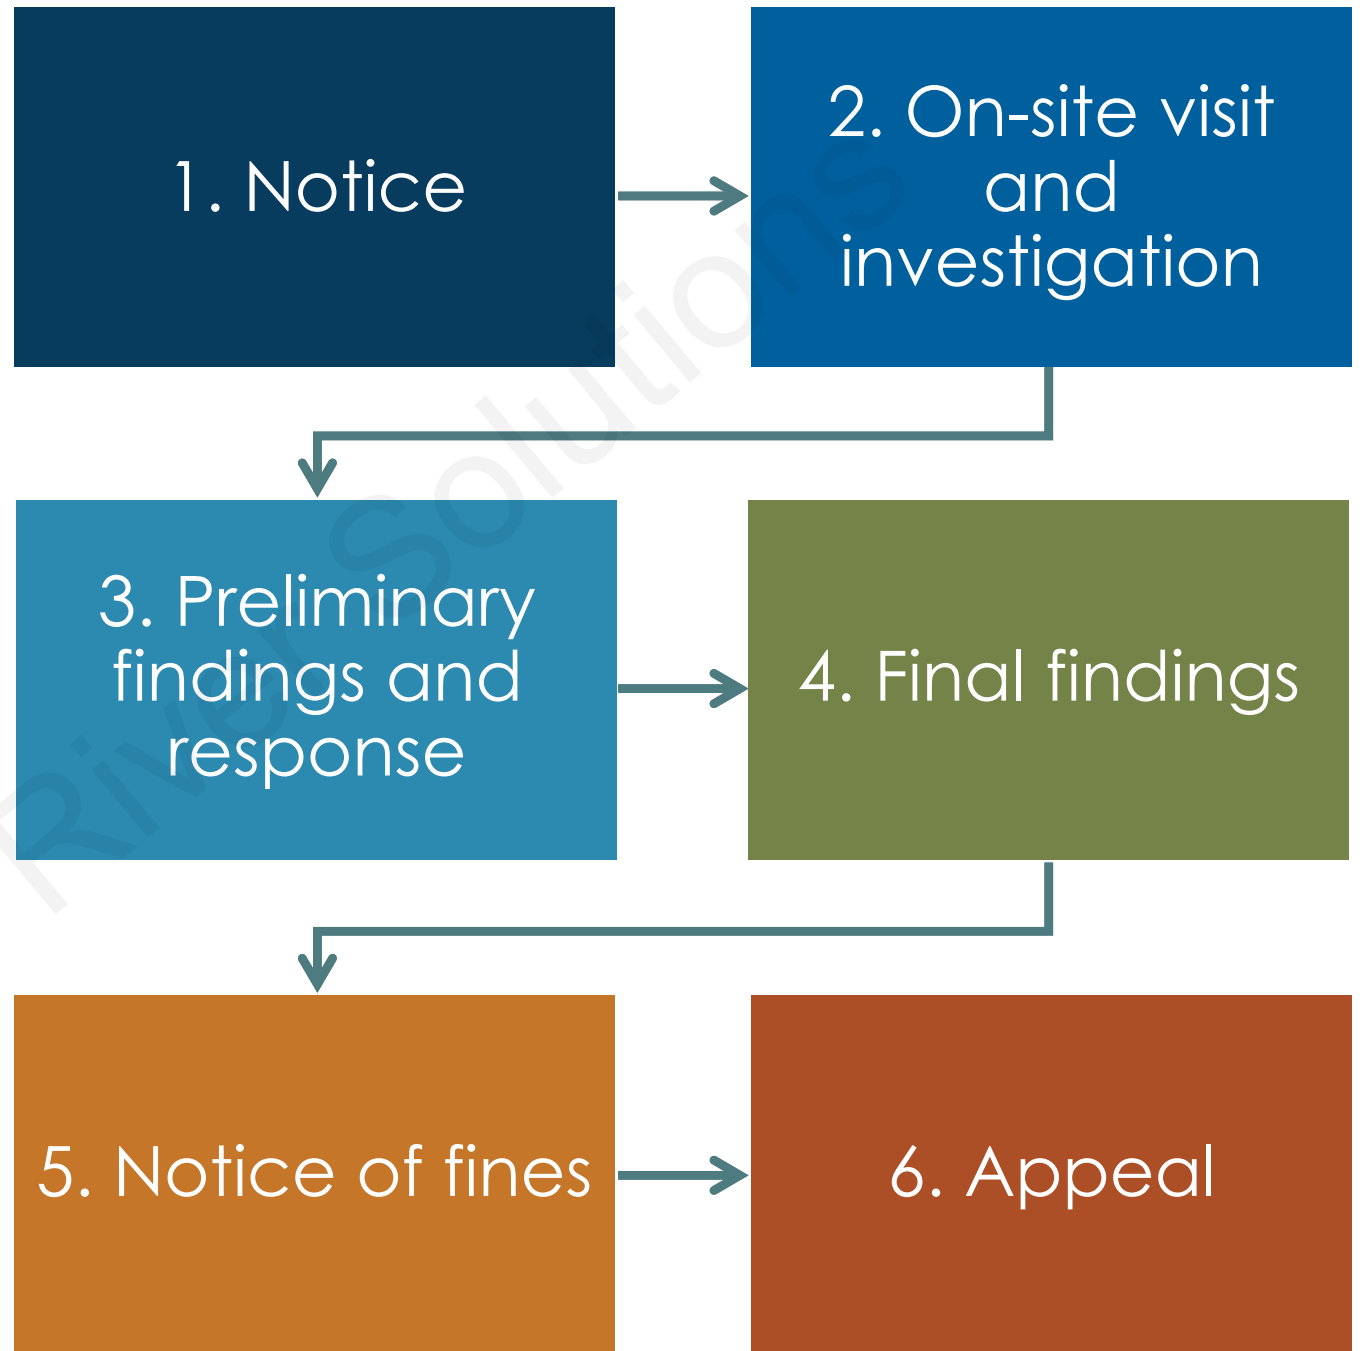 1. Notice
2. On-site visit
and
investigation
3. Preliminary
findings and
response
4. Final findings
5. Notice of fines
6. Appeal
River Solutions